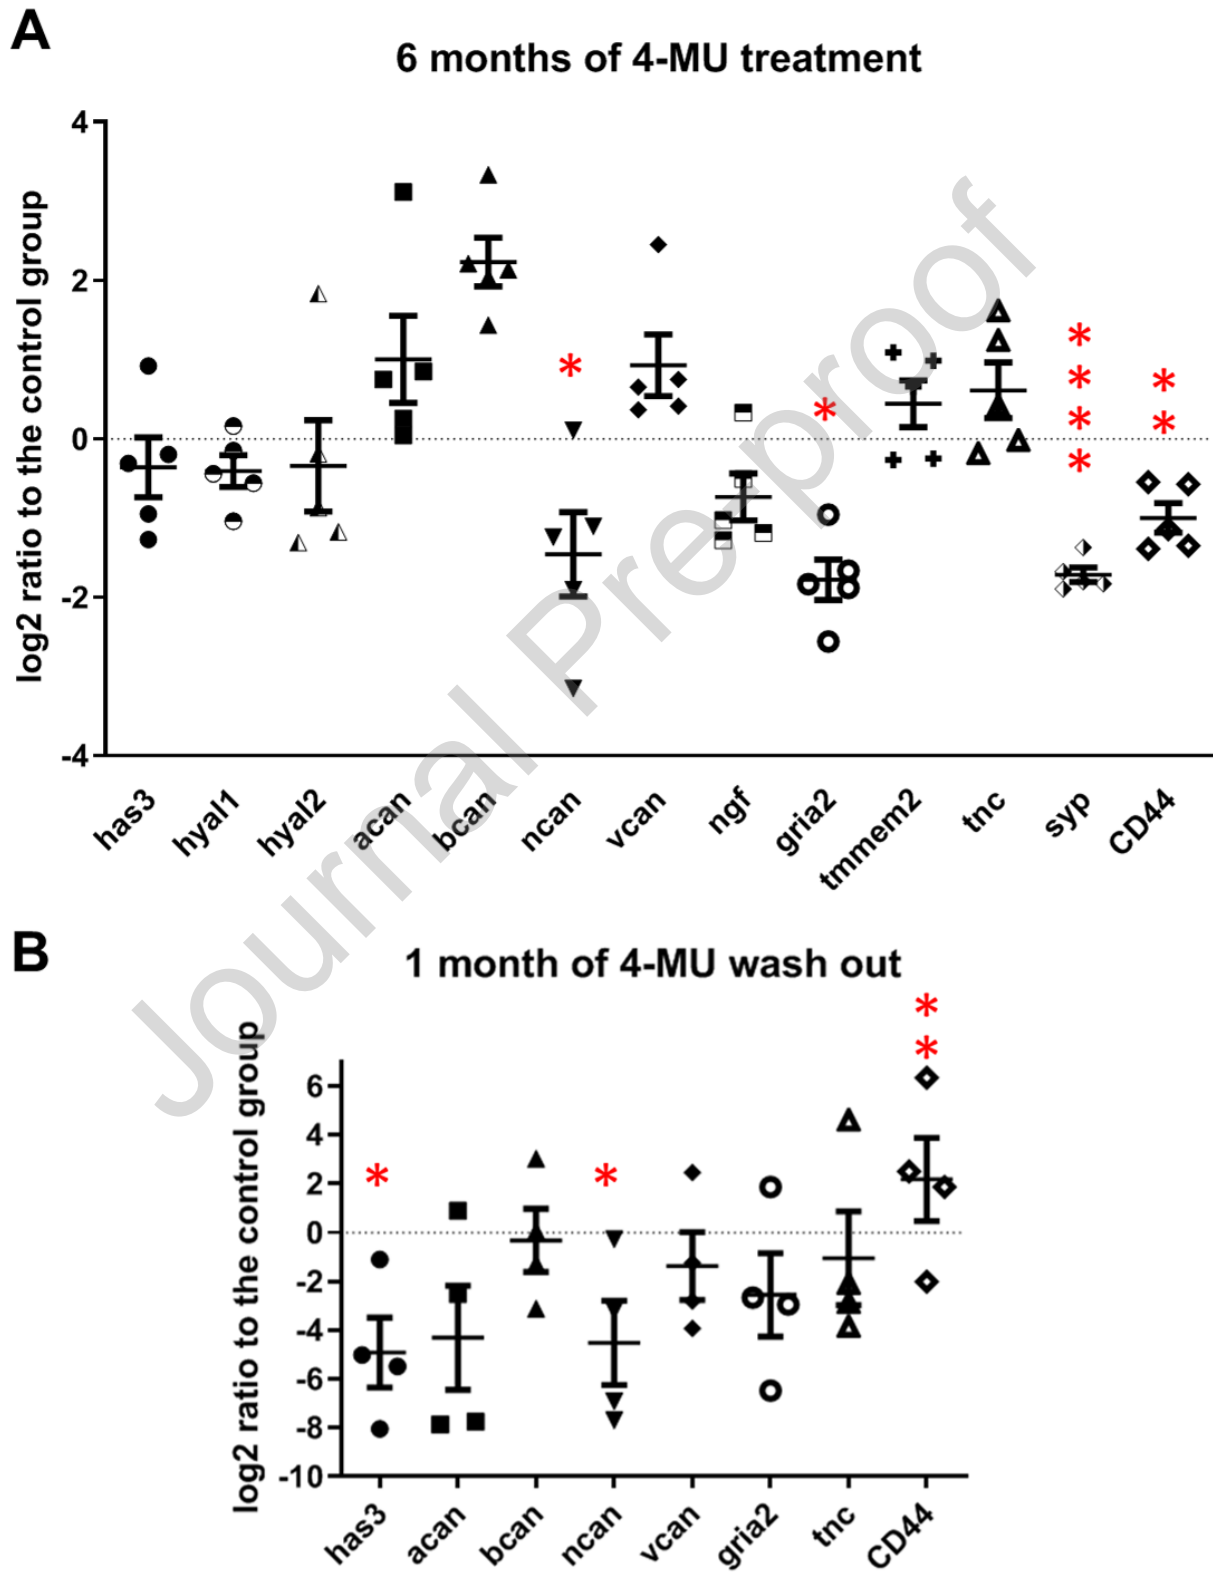 A
6 months of 4-MU treatment
log2 ratio to the control group
4
2
0
-2
-4
*
*
*
*
*
*
*
*
has3
hyal1
hyal2
acan
bcan
ncan
vcan
ngf
gria2
tmmem2
tnc
syp
CD44
Journal Pre-proof
B
1 month of 4-MU wash out
log2 ratio to the control group
6
4
2
0
-2
-4
-6
-8
-10
*
*
*
*
has3
acan
bcan
ncan
vcan
gria2
tnc
CD44